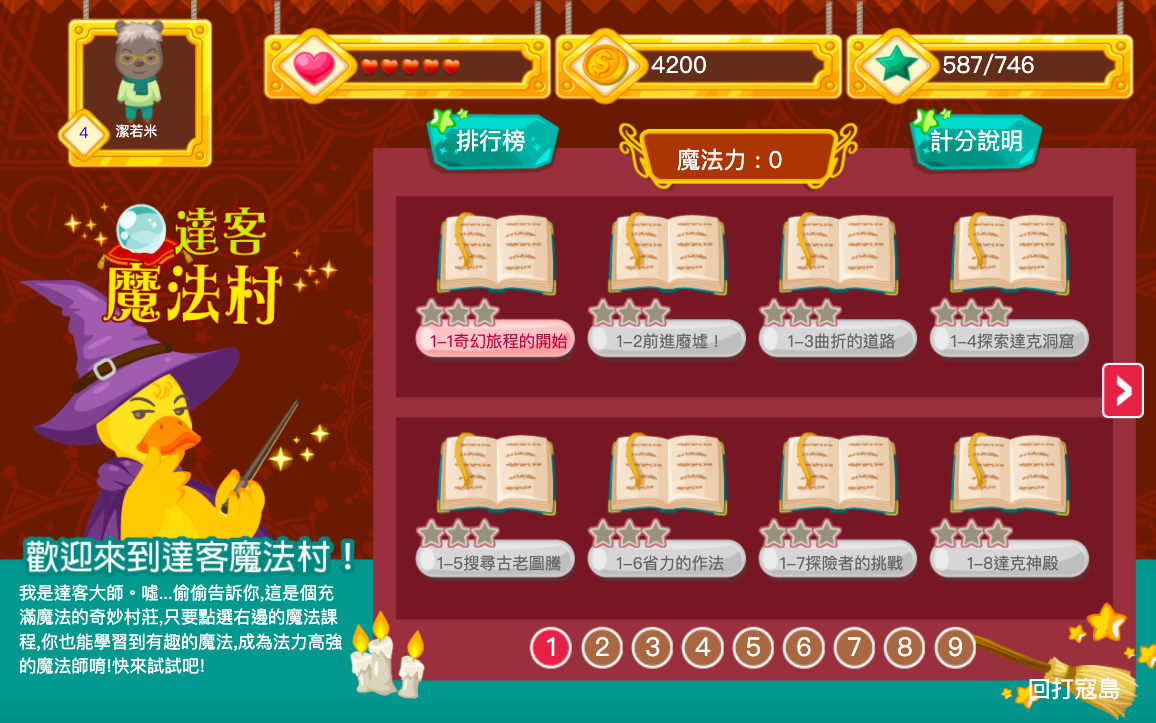 4
潔若米
4200
587/746
排行榜
魔法力：0
計分說明
達客
魔法村
1-1奇幻旅程的開始
1-2前進廢墟！
1-3曲折的道路
1-4探索達克洞窟
1-5搜尋古老圖騰
1-6省力的作法
1-7探險者的挑戰
1-8達克神殿
歡迎來到達客魔法村！
我是達客大師。噓...偷偷告訴你,這是個充
滿魔法的奇妙村莊,只要點選右邊的魔法課
程,你也能學習到有趣的魔法,成為法力高強
的魔法師唷!快來試試吧!
1 2 3 4 5 6 7 8 9
回打寇島